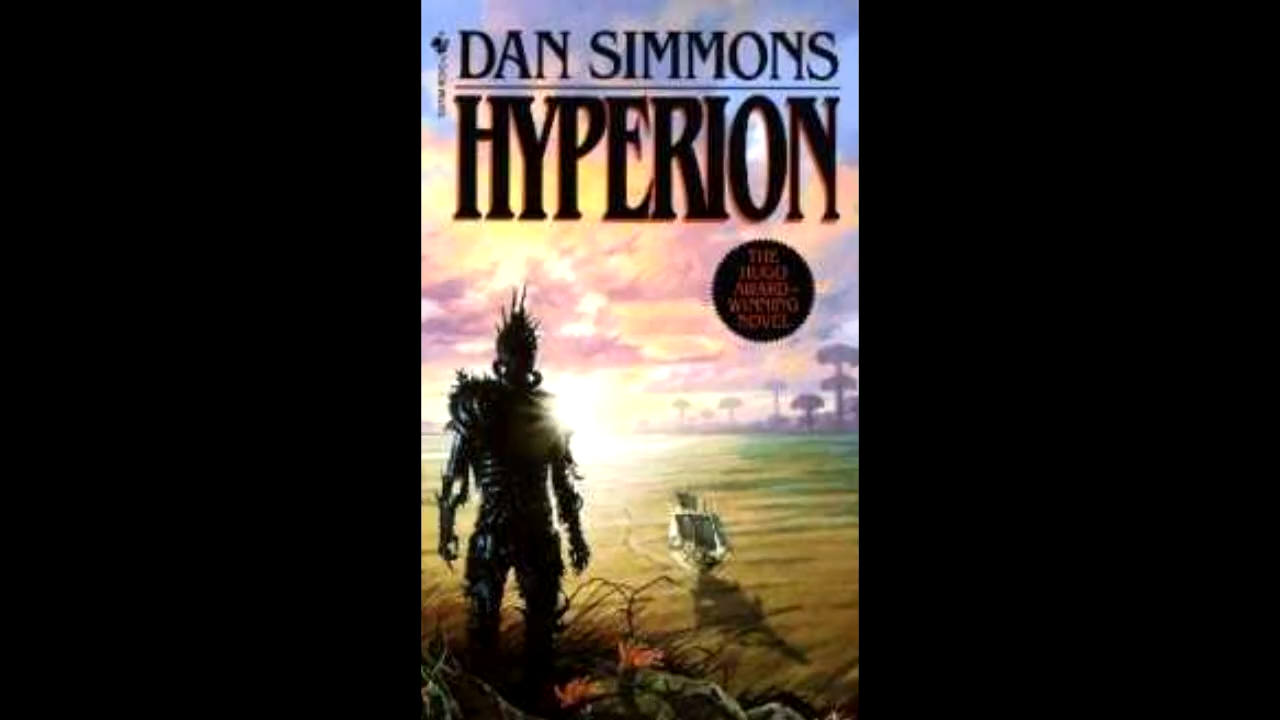 DAN SIMMONS
HYPERION
THE
HUGO
AWARD–
WINNING
NOVEL